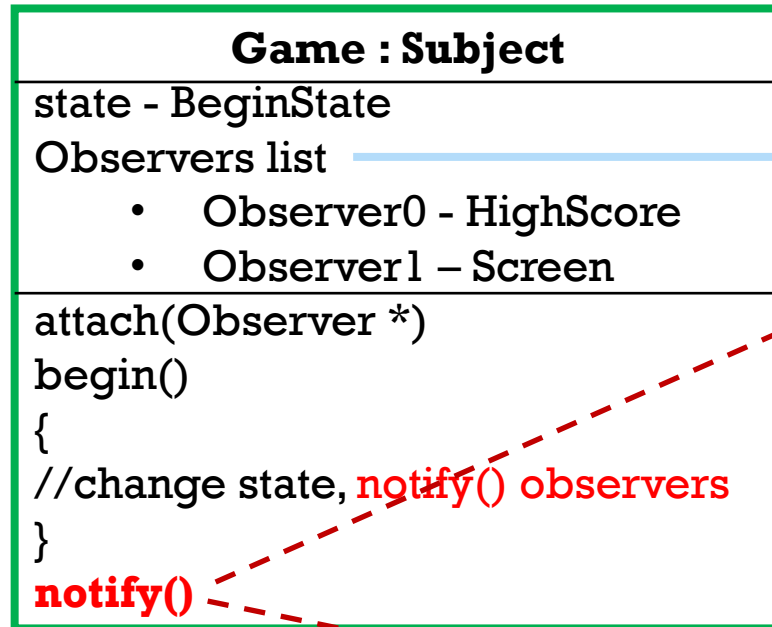 Game : Subject
state - BeginState
Observers list
• Observer0 - HighScore
• Observer1 – Screen
attach(Observer *)
begin()
{
//change state, notify() observers
}
notify()